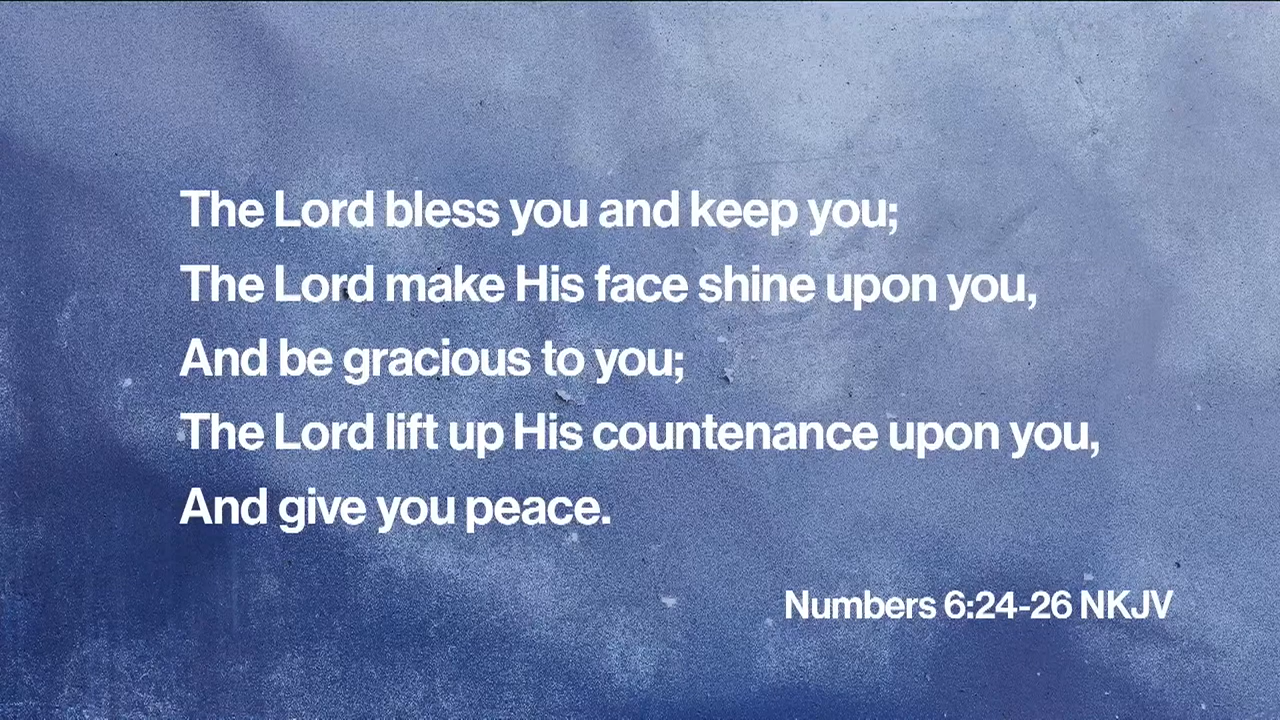 The Lord bless you and keep you;
The Lord make His face shine upon you,
And be gracious to you;
The Lord lift up His countenance upon you,
And give you peace.
Numbers 6:24-26 NKJV